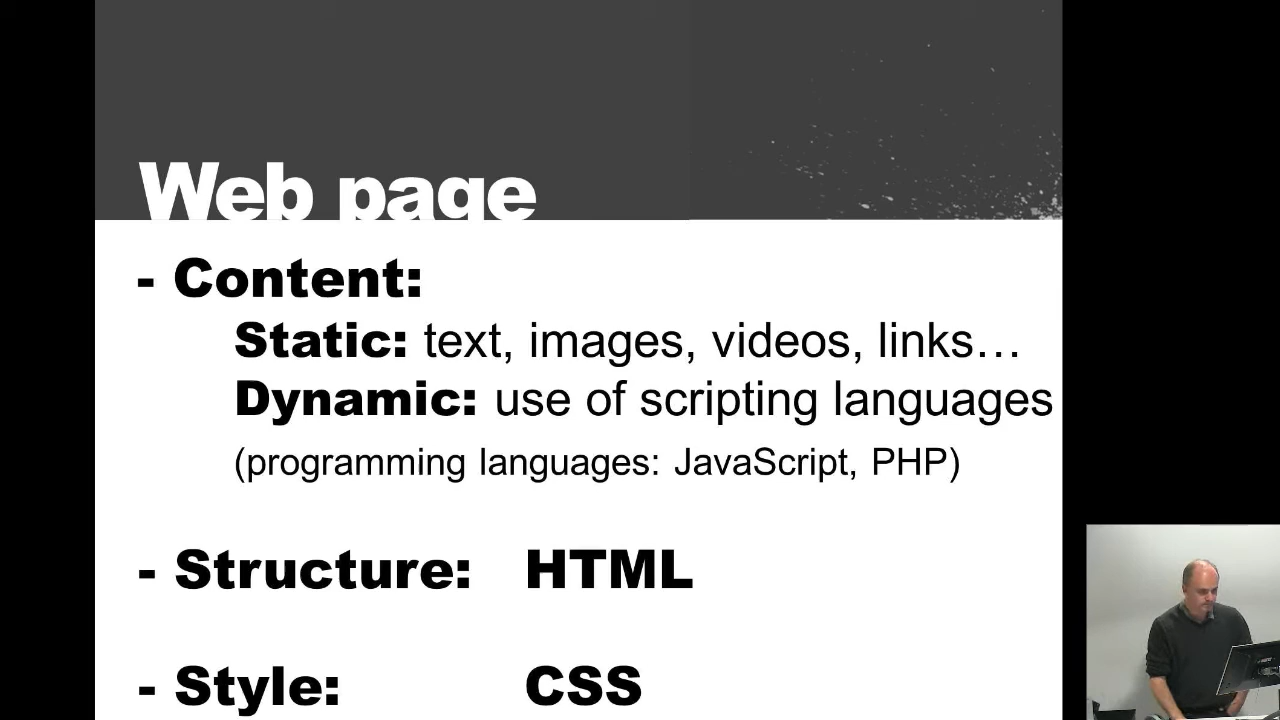 Web page
- Content:
Static: text, images, videos, links…
Dynamic: use of scripting languages
(programming languages: JavaScript, PHP)
- Structure: HTML
- Style: CSS